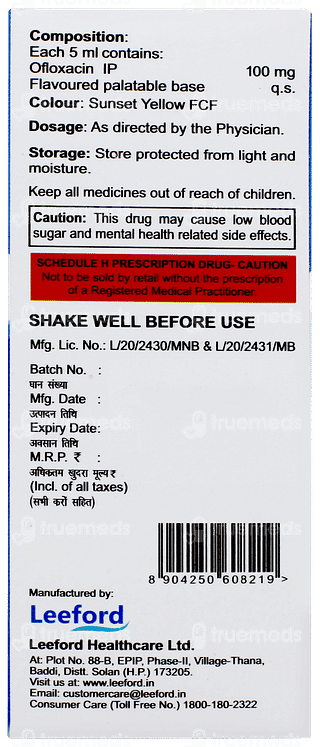 Composition:
Each 5 ml contains:
Ofloxacin IP 100 mg
Flavoured palatable base q.s.
Colour: Sunset Yellow FCF
Dosage: As directed by the Physician.
Storage: Store protected from light and
moisture.
Keep all medicines out of reach of children.
Caution: This drug may cause low blood
sugar and mental health related side effects.
SCHEDULE H PRESCRIPTION DRUG- CAUTION
Not to be sold by retail without the prescription
of a Registered Medical Practitioner
SHAKE WELL BEFORE USE
Mfg. Lic. No.: L/20/2430/MNB & L/20/2431/MB
Batch No. :
घान संख्या
Mfg. Date :
उत्पादन तिथि
Expiry Date:
अवसान तिथि
M.R.P. ₹ :
अधिकतम खुदरा मूल्य ₹
(Incl. of all taxes)
(सभी करों सहित)
8 904250 608219 >
Manufactured by:
Leeford
Leeford Healthcare Ltd.
At: Plot No. 88-B, EPIP, Phase-II, Village-Thana,
Baddi, Distt. Solan (H.P.) 173205.
Visit us at: www.leeford.in
Email: customercare@leeford.in
Consumer Care (Toll Free No.) 1800-180-2322
truemeds